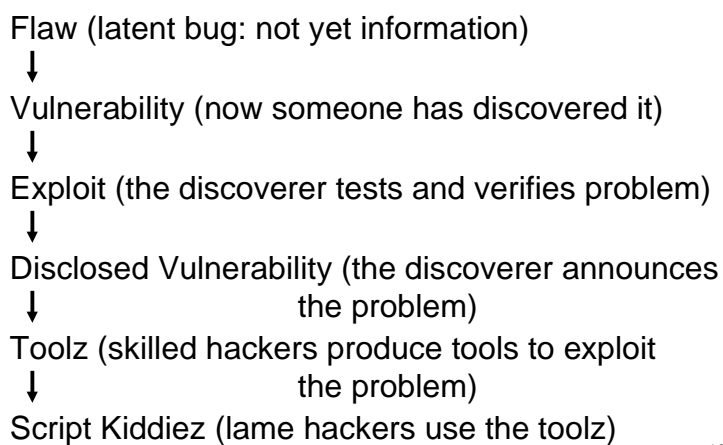 Flaw (latent bug: not yet information)
Vulnerability (now someone has discovered it)
Exploit (the discoverer tests and verifies problem)
Disclosed Vulnerability (the discoverer announces
the problem)
Toolz (skilled hackers produce tools to exploit
the problem)
Script Kiddiez (lame hackers use the toolz)